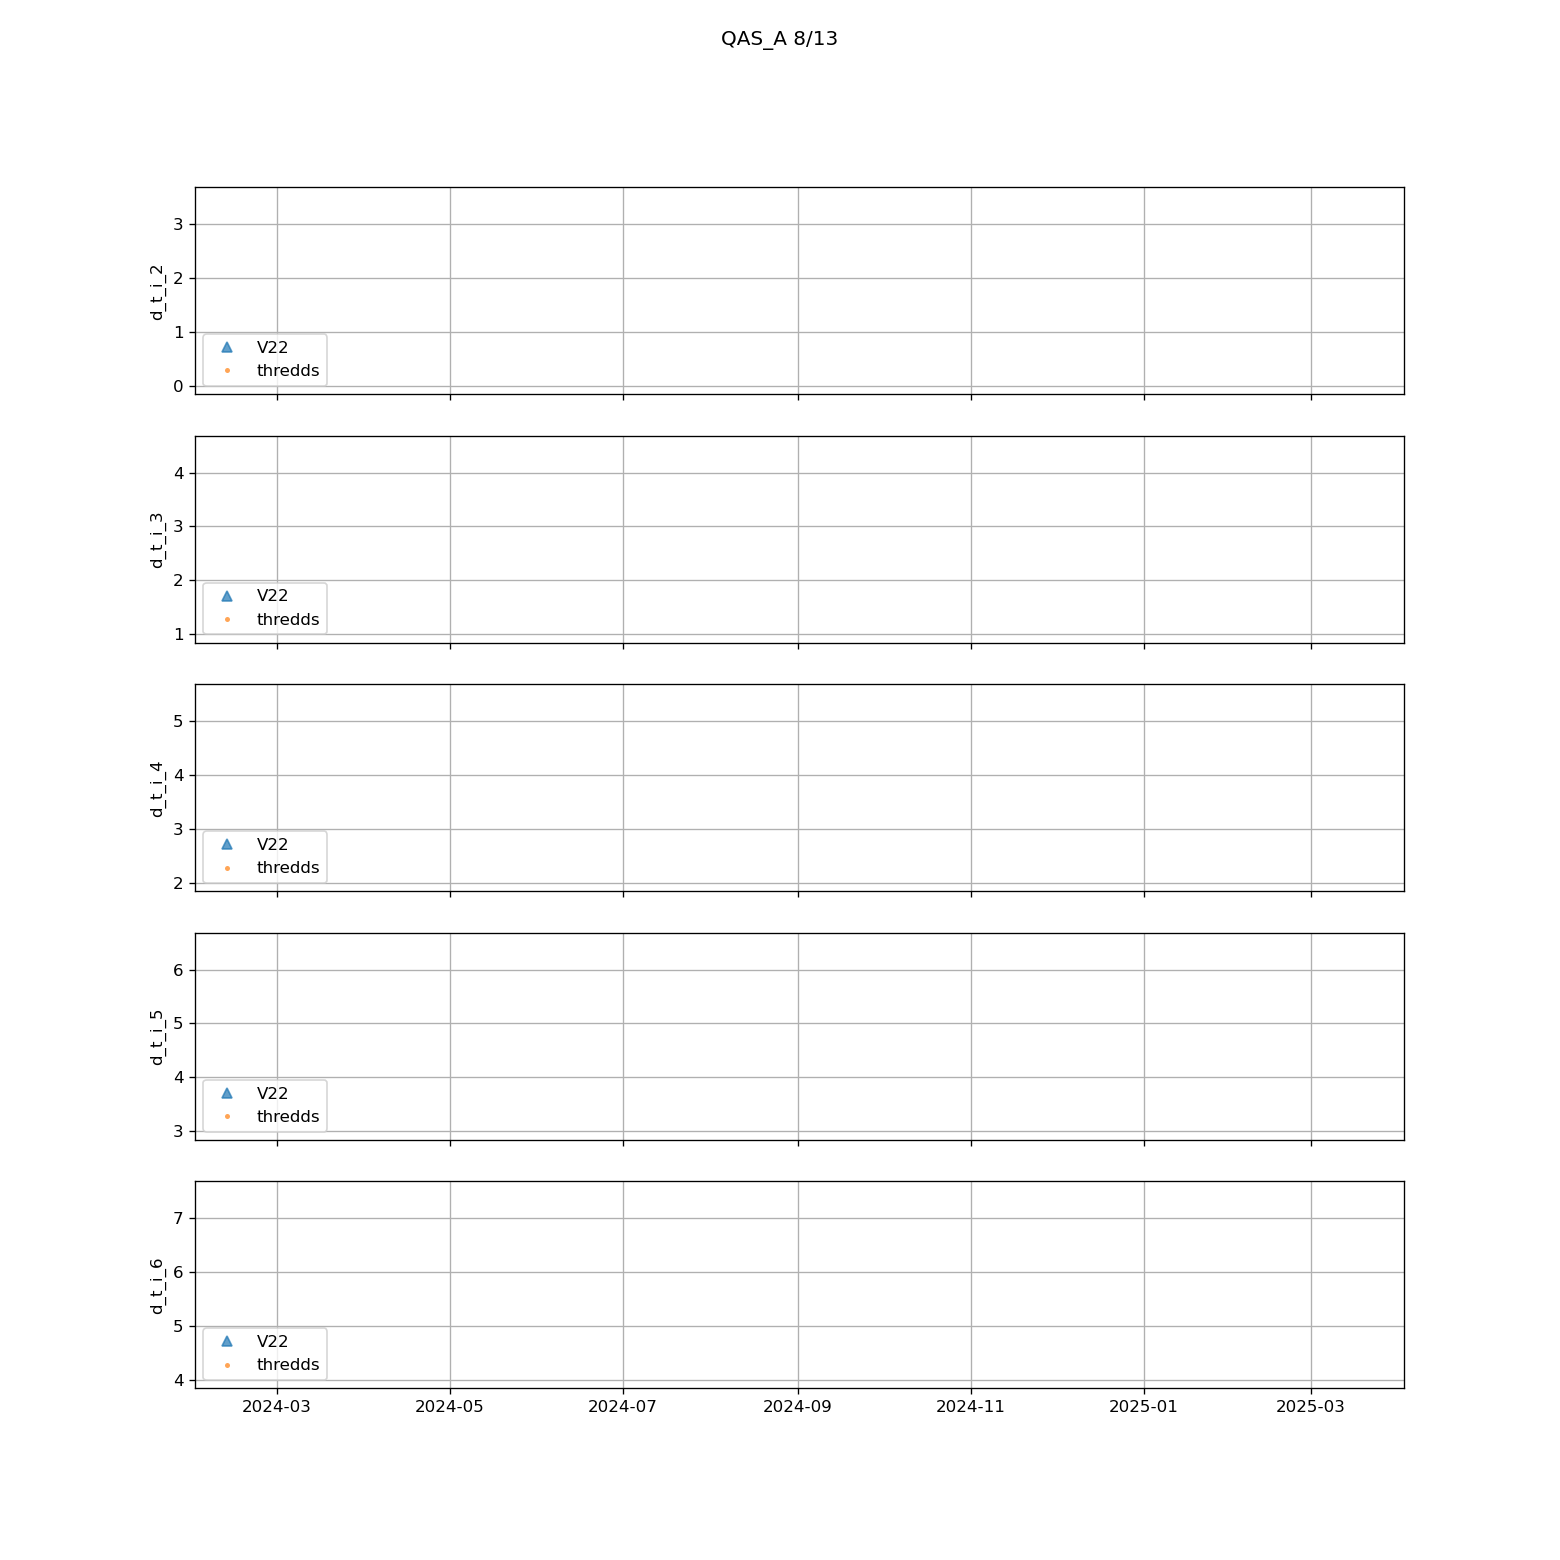 QAS_A 8/13
3
2
1
0
d_t_i_2
V22
thredds
4
3
2
1
d_t_i_3
V22
thredds
5
4
3
2
d_t_i_4
V22
thredds
6
5
4
3
d_t_i_5
V22
thredds
7
6
5
4
d_t_i_6
V22
thredds
2024-03 2024-05 2024-07 2024-09 2024-11 2025-01 2025-03